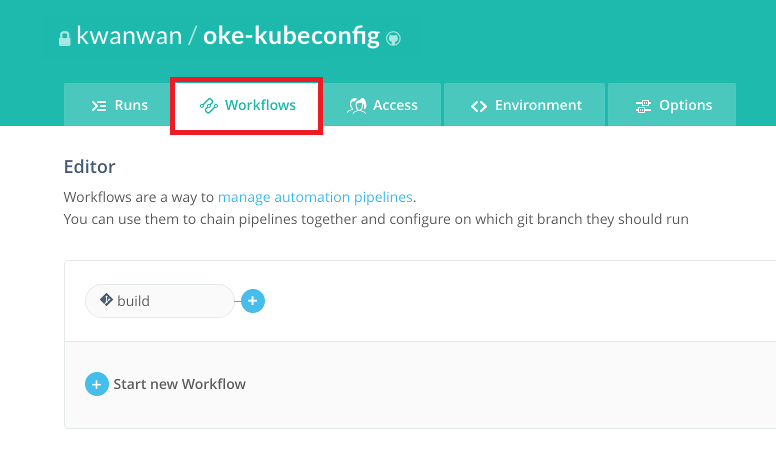 kwanwan / oke-kubeconfig
Runs
Workflows
Access
Environment
Options
Editor
Workflows are a way to manage automation pipelines.
You can use them to chain pipelines together and configure on which git branch they should run
build
Start new Workflow